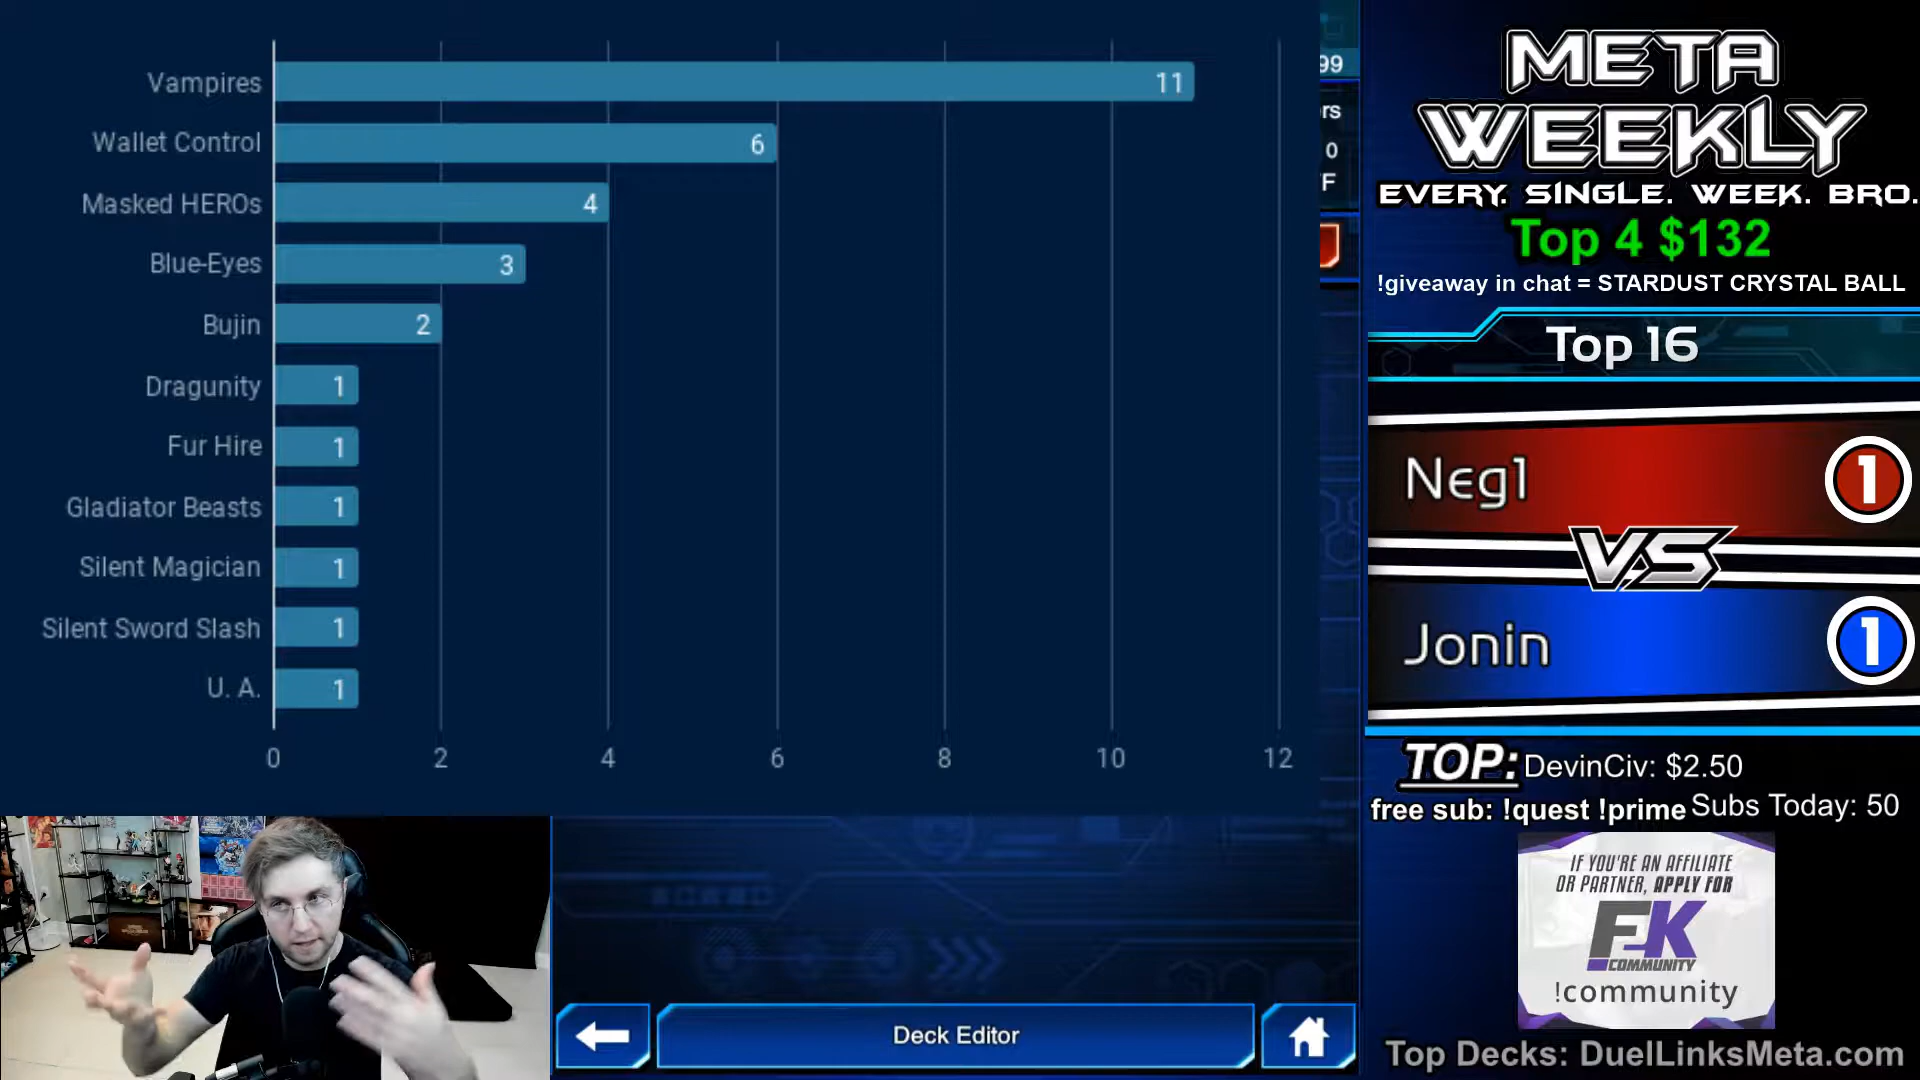 Vampires 11
Wallet Control 6
Masked HEROs 4
Blue-Eyes 3
Bujin 2
Dragunity 1
Fur Hire 1
Gladiator Beasts 1
Silent Magician 1
Silent Sword Slash 1
U. A. 1
0 2 4 6 8 10 12
99
rs
0
F
META
WEEKLY
EVERY. SINGLE. WEEK. BRO.
Top 4 $132
!giveaway in chat = STARDUST CRYSTAL BALL
Top 16
Neg1 1
VS
Jonin 1
TOP: DevinCiv: $2.50
free sub: !quest !prime Subs Today: 50
IF YOU'RE AN AFFILIATE
OR PARTNER, APPLY FOR
FK
COMMUNITY
!community
Top Decks: DuelLinksMeta.com
Deck Editor